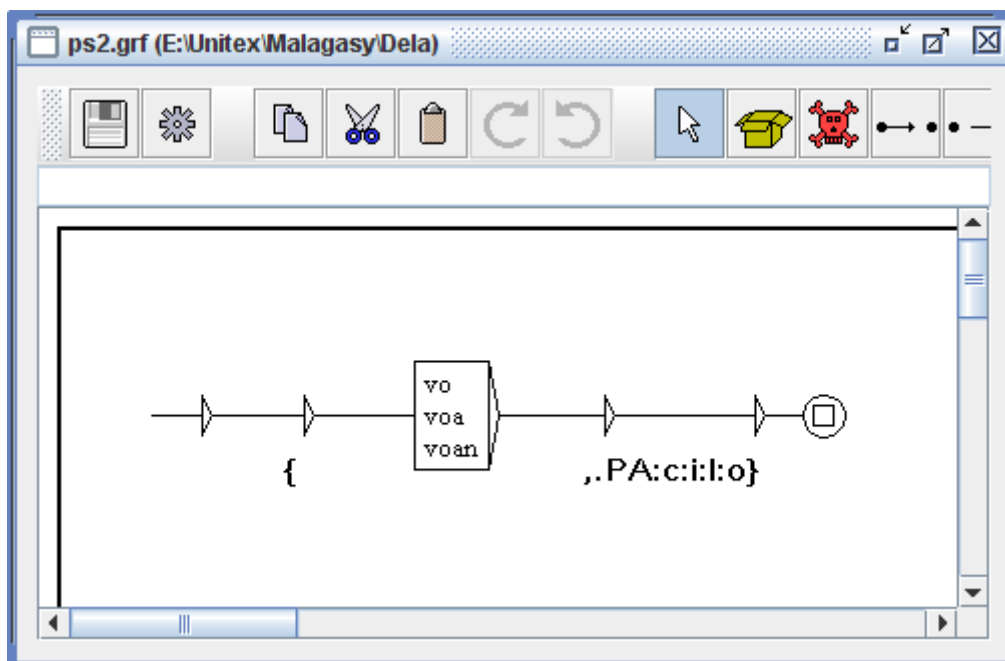 ps2.grf (E:\Unitex\Malagasy\Dela)
vo
voa
voan
{
,.PA:c:i:l:o}